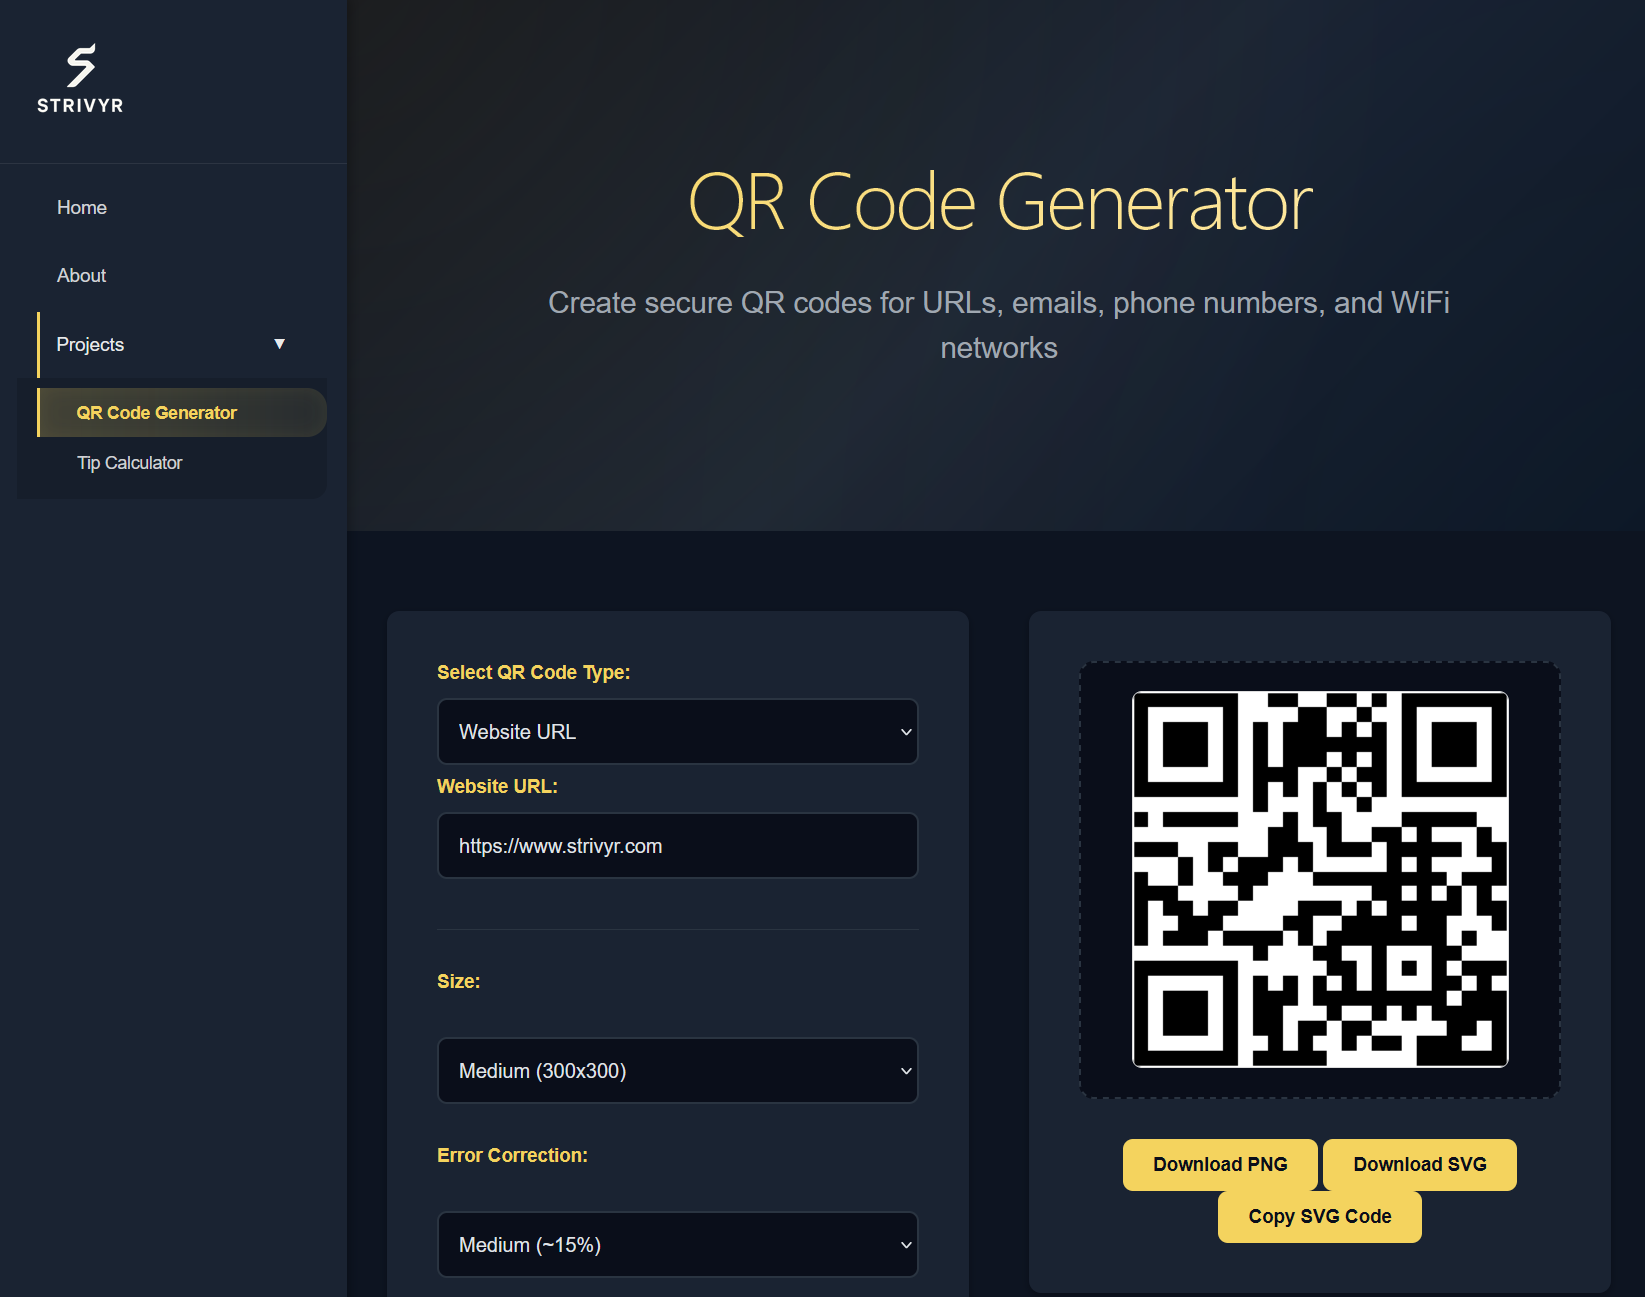 STRIVYR
Home
About
Projects ▼
QR Code Generator
Tip Calculator
QR Code Generator
Create secure QR codes for URLs, emails, phone numbers, and WiFi
networks
Select QR Code Type:
Website URL
Website URL:
https://www.strivyr.com
Size:
Medium (300x300)
Error Correction:
Medium (~15%)
Download PNG
Download SVG
Copy SVG Code